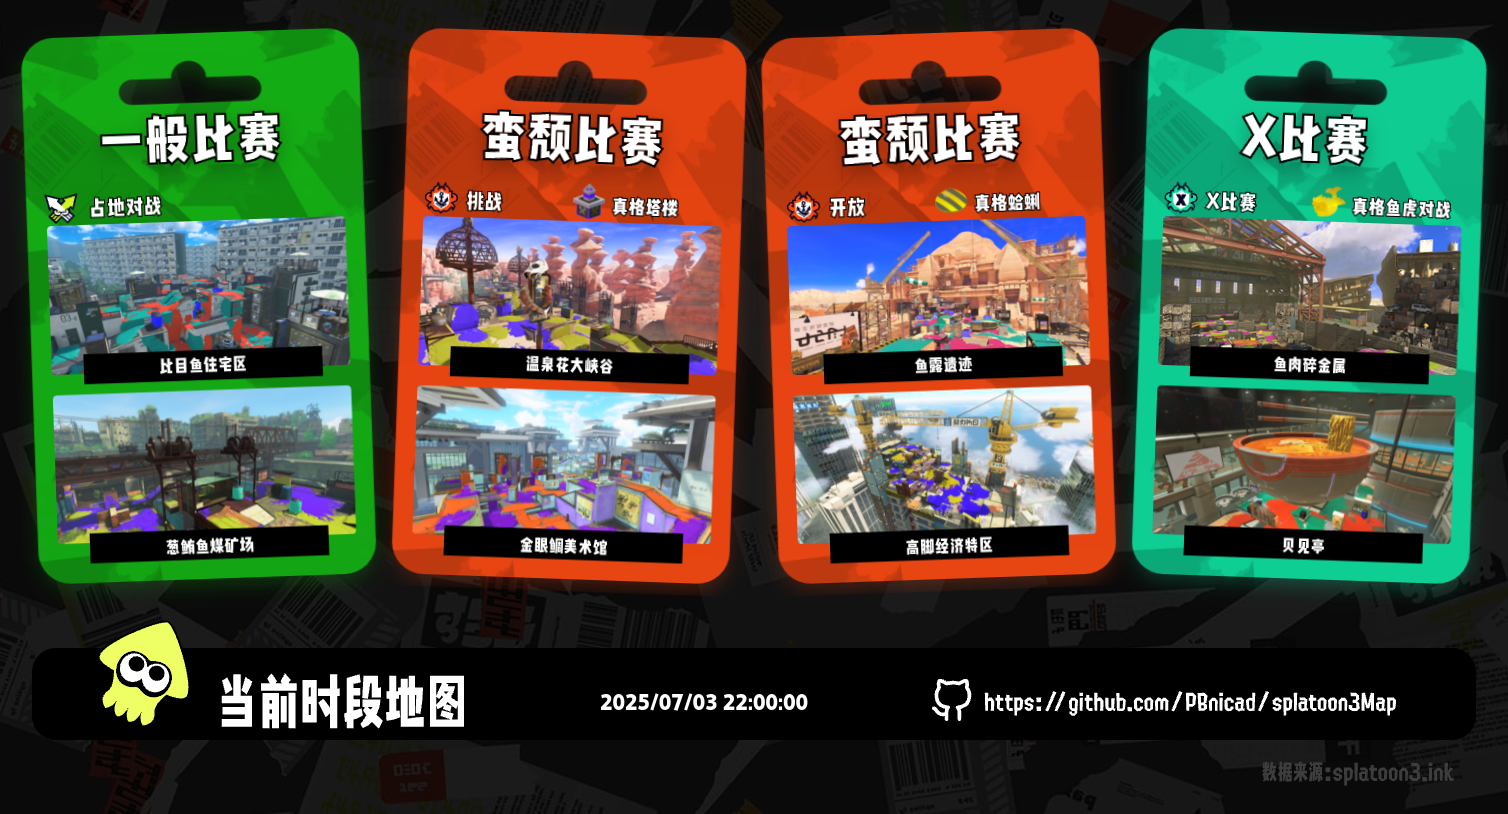 一般比赛
占地对战
比目鱼住宅区
葱鲔鱼煤矿场
蛮颓比赛
挑战
真格塔楼
温泉花大峡谷
金眼鲷美术馆
蛮颓比赛
开放
真格蛤蜊
鱼露遗迹
高脚经济特区
X比赛
X比赛
真格鱼虎对战
鱼肉碎金属
贝见亭
当前时段地图
2025/07/03 22:00:00
https://github.com/PBnicad/splatoon3Map
数据来源:splatoon3.ink